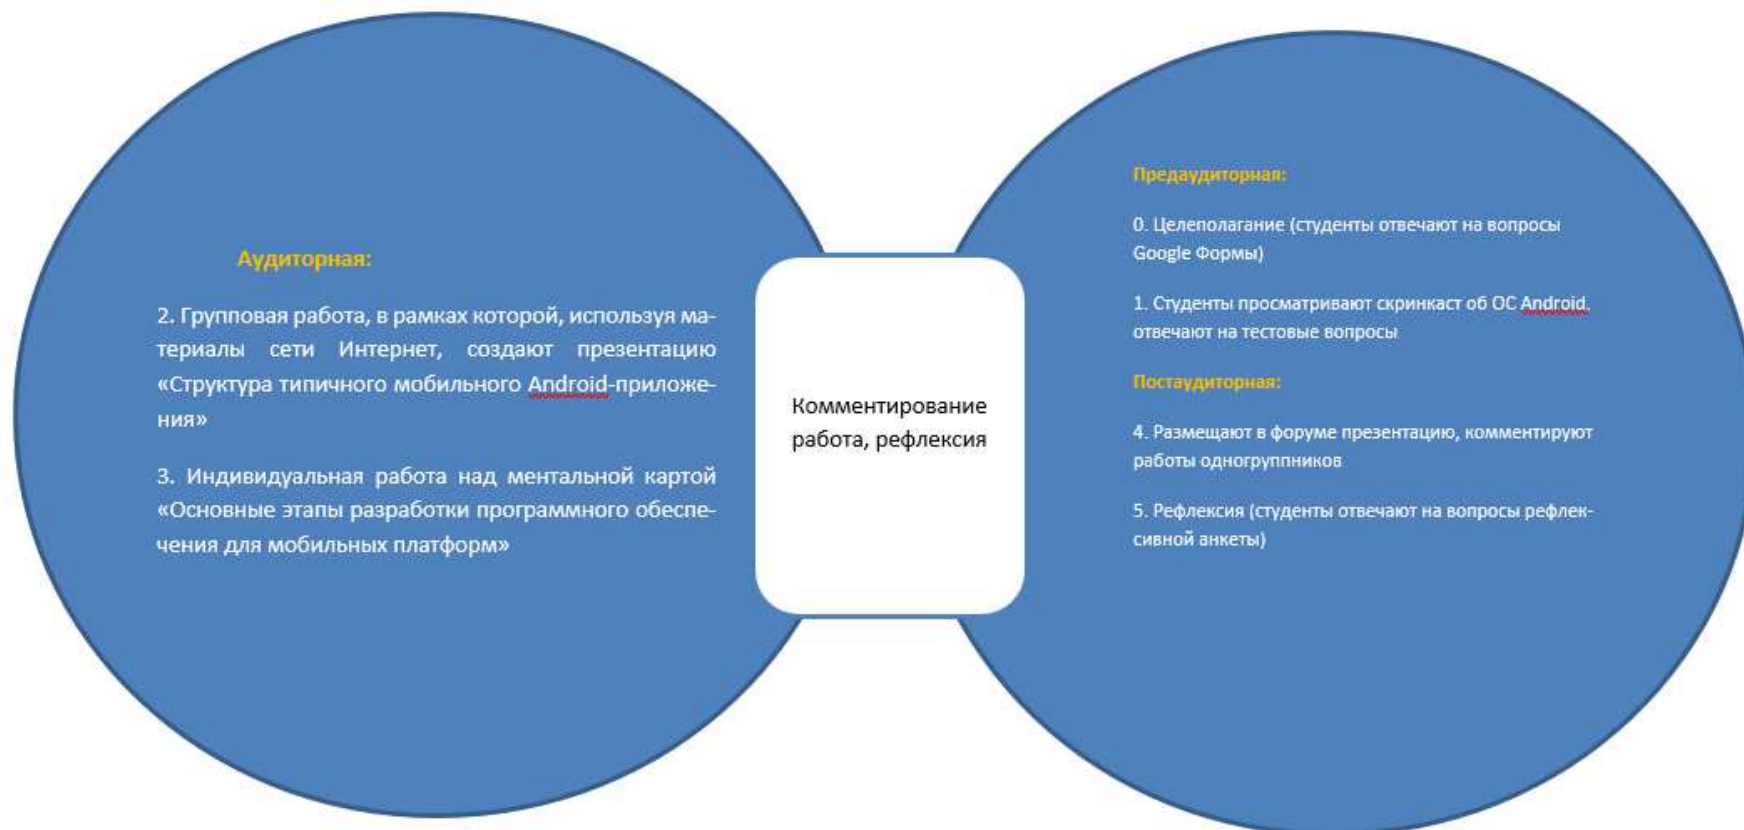 Аудиторная:
2. Групповая работа, в рамках которой, используя ма-
териалы сети Интернет, создают презентацию
«Структура типичного мобильного Android-приложе-
ния»
3. Индивидуальная работа над ментальной картой
«Основные этапы разработки программного обеспе-
чения для мобильных платформ»
Комментирование
работа, рефлексия
Предаудиторная:
0. Целеполагание (студенты отвечают на вопросы
Google Формы)
1. Студенты просматривают скринкаст об ОС Android.
отвечают на тестовые вопросы
Постаудиторная:
4. Размещают в форуме презентацию, комментируют
работы одногруппников
5. Рефлексия (студенты отвечают на вопросы рефлек-
сивной анкеты)